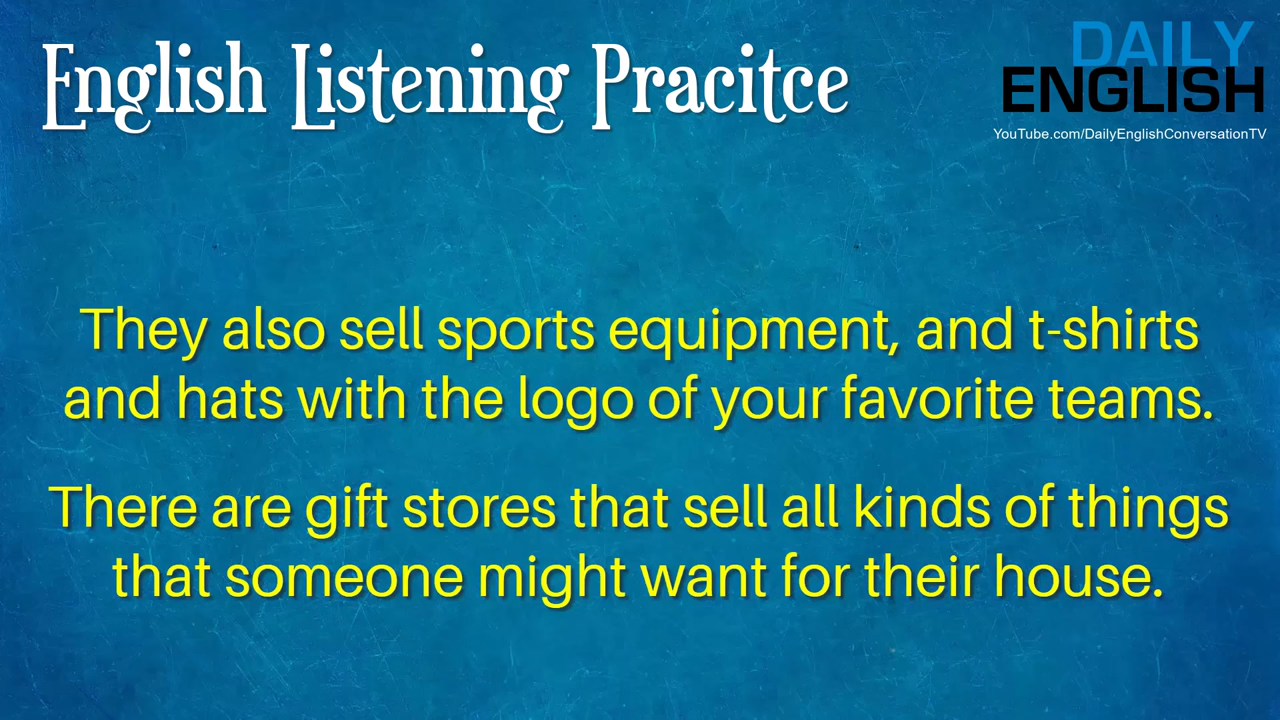 English Listening Pracitce
DAILY
ENGLISH
YouTube.com/DailyEnglishConversationTV
They also sell sports equipment, and t-shirts
and hats with the logo of your favorite teams.
There are gift stores that sell all kinds of things
that someone might want for their house.